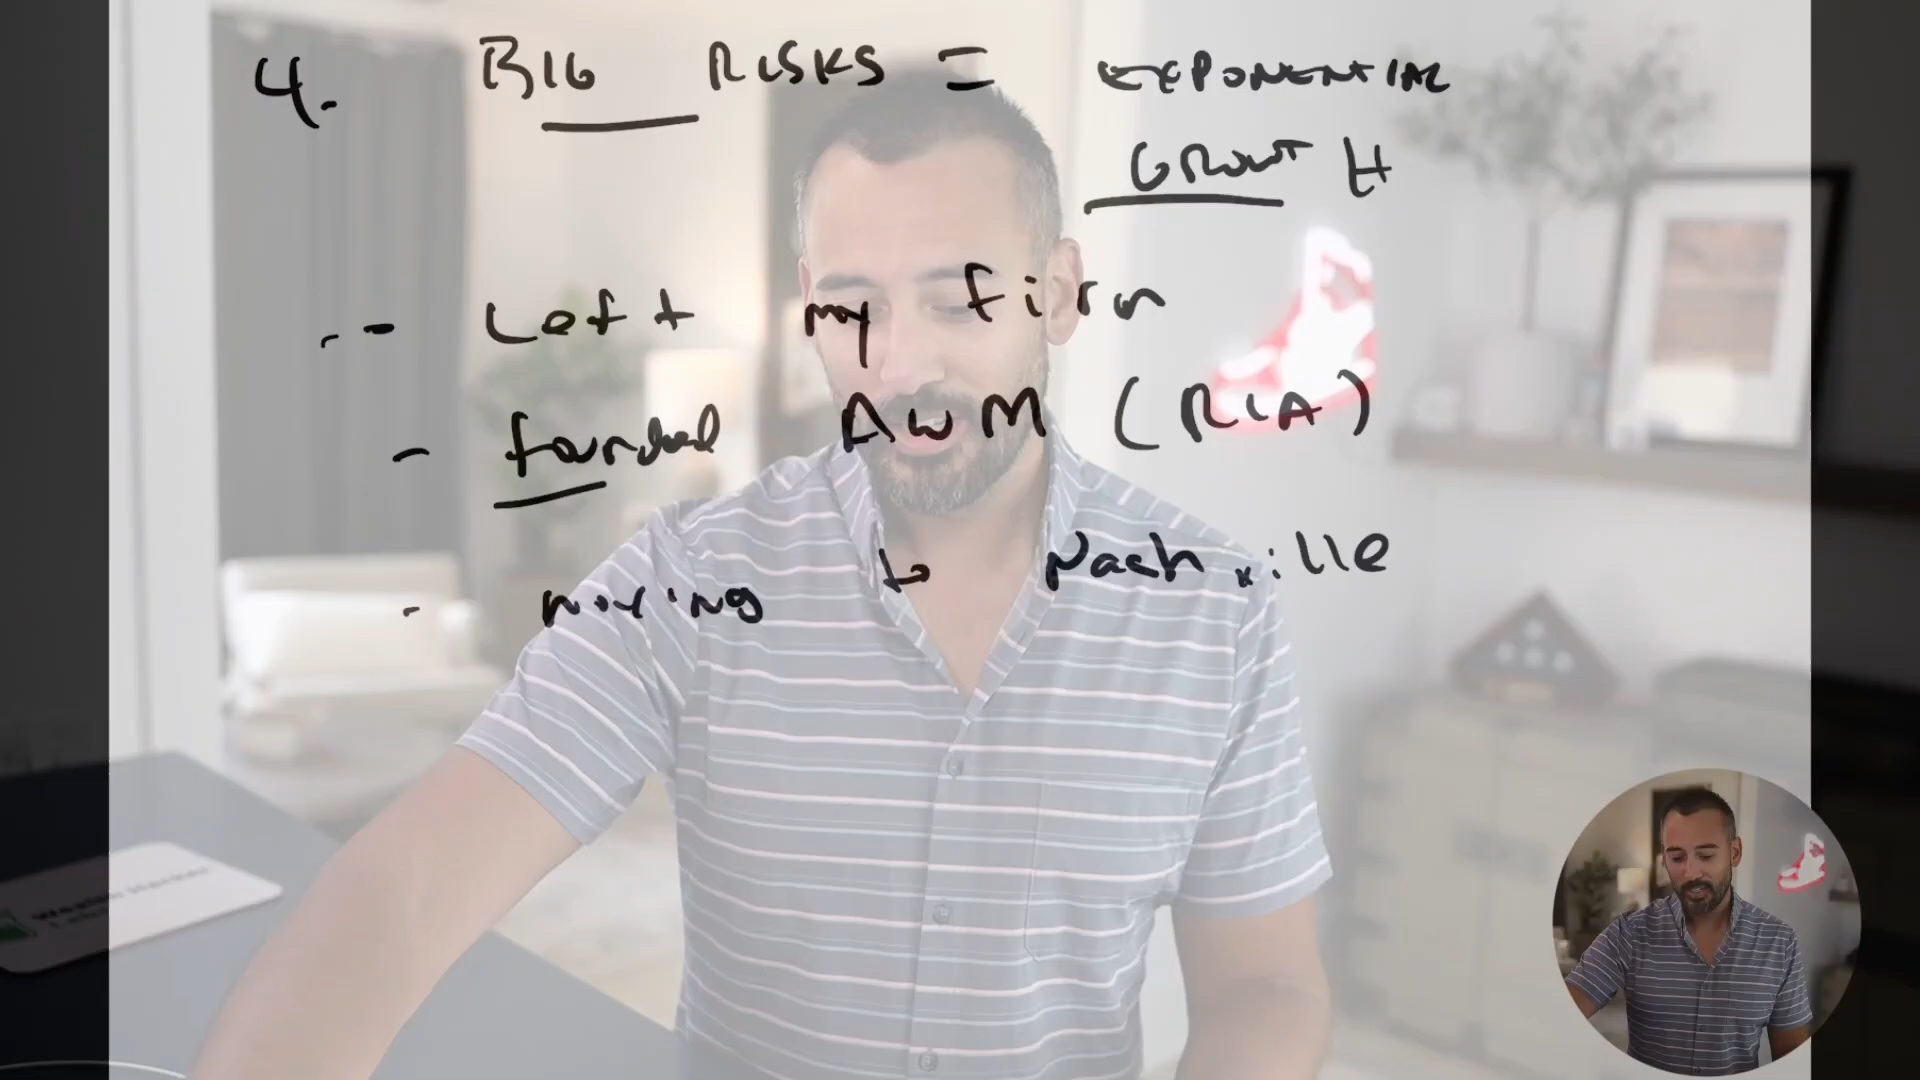 4. BIG RISKS = EXPONENTIAL
GROWTH
-- Left my firm
- founded AWM (RIA)
- moving to Nashville